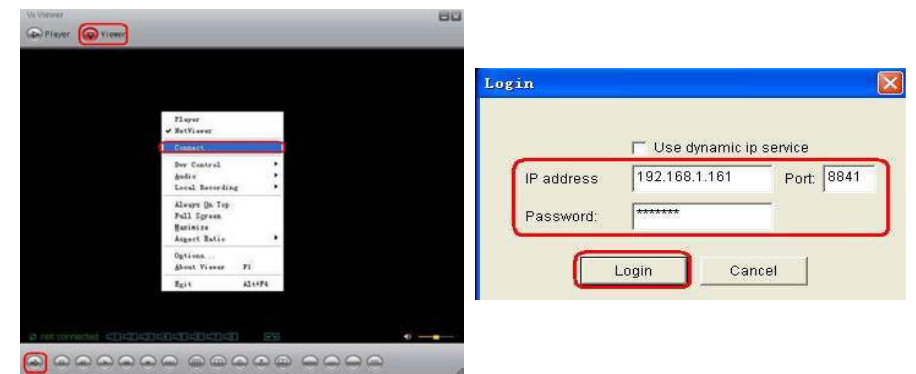 Viewer
Player Viewer
Player
NetViewer
Connect...
Dev Control
Audio
Local Recording
Always On Top
Full Screen
Maximize
Aspect Ratio
Options...
About Viewer F1
Exit Alt+F4
not connected
Login
Use dynamic ip service
IP address 192.168.1.161 Port: 8841
Password: *******
Login Cancel